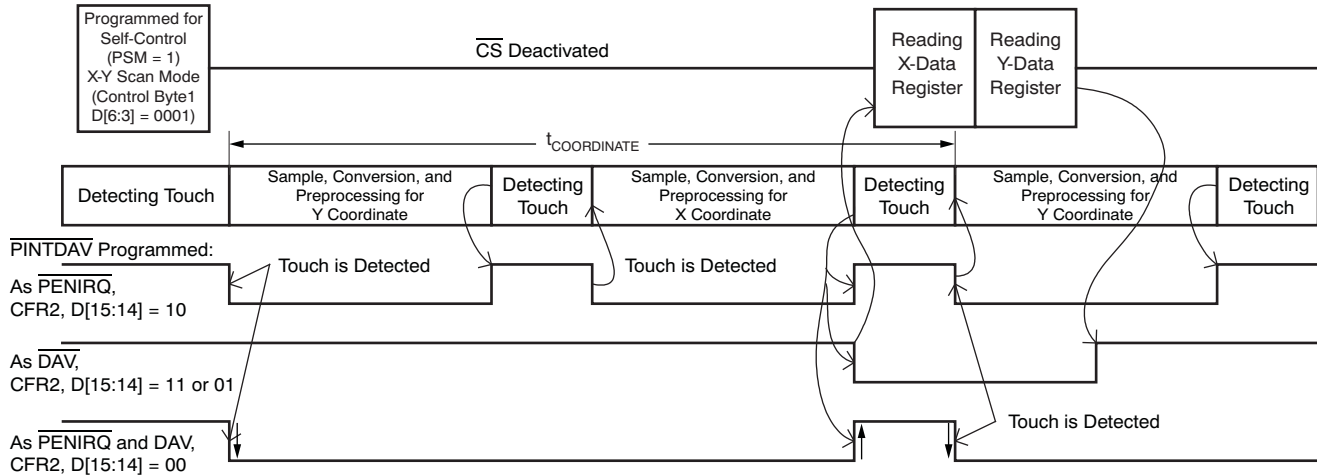 Programmed for
Self-Control
(PSM = 1)
X-Y Scan Mode
(Control Byte1
D[6:3] = 0001)
CS Deactivated
Reading
X-Data
Register
Reading
Y-Data
Register
tCOORDINATE
Detecting Touch
Sample, Conversion, and
Preprocessing for
Y Coordinate
Detecting
Touch
Sample, Conversion, and
Preprocessing for
X Coordinate
Detecting
Touch
Sample, Conversion, and
Preprocessing for
Y Coordinate
Detecting
Touch
PINTDAV Programmed:
As PENIRQ,
CFR2, D[15:14] = 10
Touch is Detected
Touch is Detected
As DAV,
CFR2, D[15:14] = 11 or 01
As PENIRQ and DAV,
CFR2, D[15:14] = 00
Touch is Detected